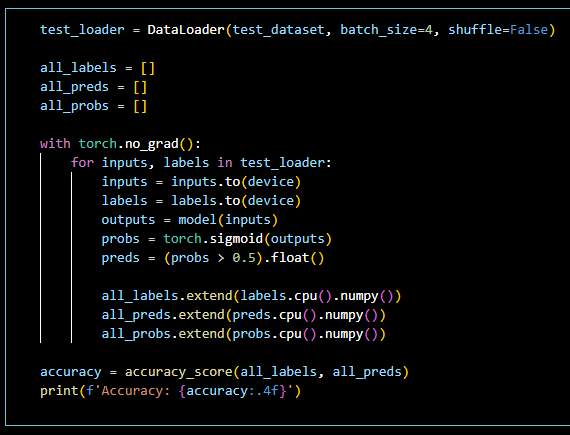 test_loader = DataLoader(test_dataset, batch_size=4, shuffle=False)
all_labels = []
all_preds = []
all_probs = []
with torch.no_grad():
for inputs, labels in test_loader:
inputs = inputs.to(device)
labels = labels.to(device)
outputs = model(inputs)
probs = torch.sigmoid(outputs)
preds = (probs > 0.5).float()
all_labels.extend(labels.cpu().numpy())
all_preds.extend(preds.cpu().numpy())
all_probs.extend(probs.cpu().numpy())
accuracy = accuracy_score(all_labels, all_preds)
print(f'Accuracy: {accuracy:.4f}')